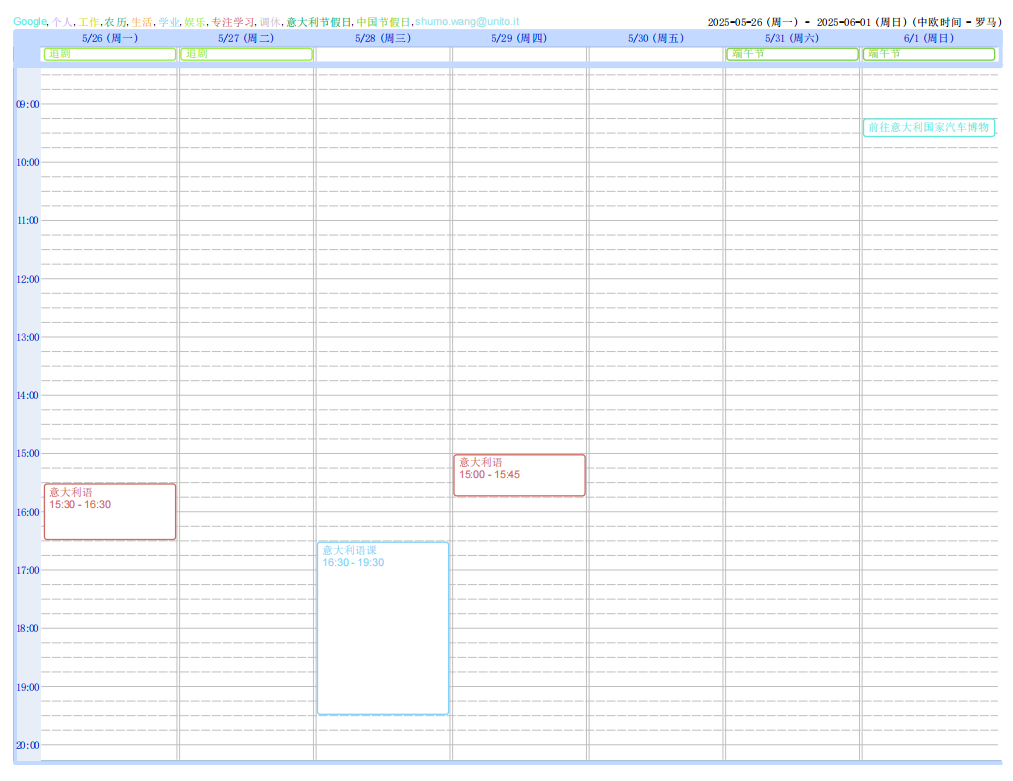 Google, 个人, 工作, 农历, 生活, 学业, 娱乐, 专注学习, 调休, 意大利节假日, 中国节假日, shumo.wang@unito.it
2025-05-26 (周一) - 2025-06-01 (周日) (中欧时间 - 罗马)
5/26 (周一) 5/27 (周二) 5/28 (周三) 5/29 (周四) 5/30 (周五) 5/31 (周六) 6/1 (周日)
追剧 追剧 端午节 端午节
09:00
前往意大利国家汽车博物
10:00
11:00
12:00
13:00
14:00
15:00
意大利语
15:00 - 15:45
意大利语
15:30 - 16:30
16:00
意大利语课
16:30 - 19:30
17:00
18:00
19:00
20:00